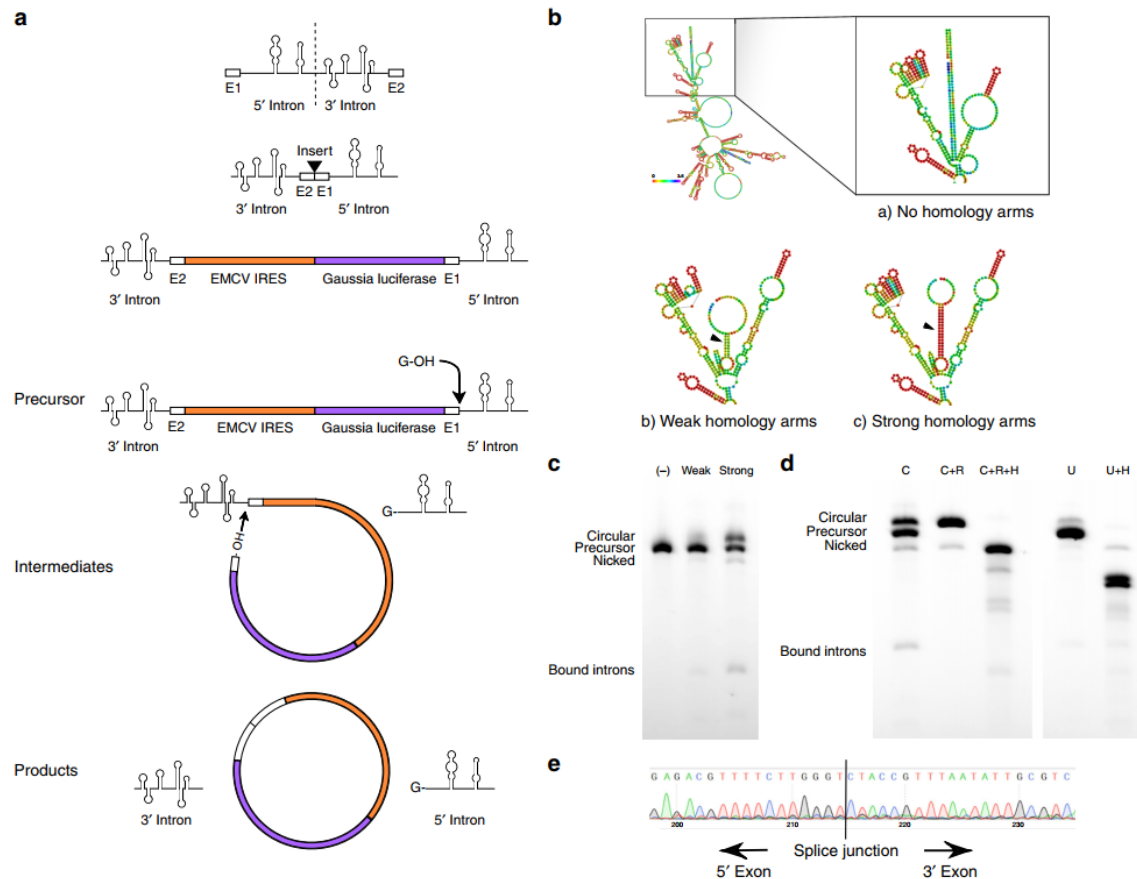 a
E1
E2
5′ Intron
3′ Intron
Insert
E2 E1
3′ Intron
5′ Intron
E2
EMCV IRES
Gaussia luciferase
E1
3′ Intron
5′ Intron
G-OH
Precursor
E2
EMCV IRES
Gaussia luciferase
E1
3′ Intron
5′ Intron
G-
OH
Intermediates
Products
G-
3′ Intron
5′ Intron
b
a) No homology arms
b) Weak homology arms
c) Strong homology arms
c
(–) Weak Strong
Circular
Precursor
Nicked
Bound introns
d
C C+R C+R+H U U+H
Circular
Precursor
Nicked
Bound introns
e
G A G A C G T T T T C T T G G G T C T A C C G T T T A A T A T T G C G T C
200 210 220 230
Splice junction
5′ Exon 3′ Exon